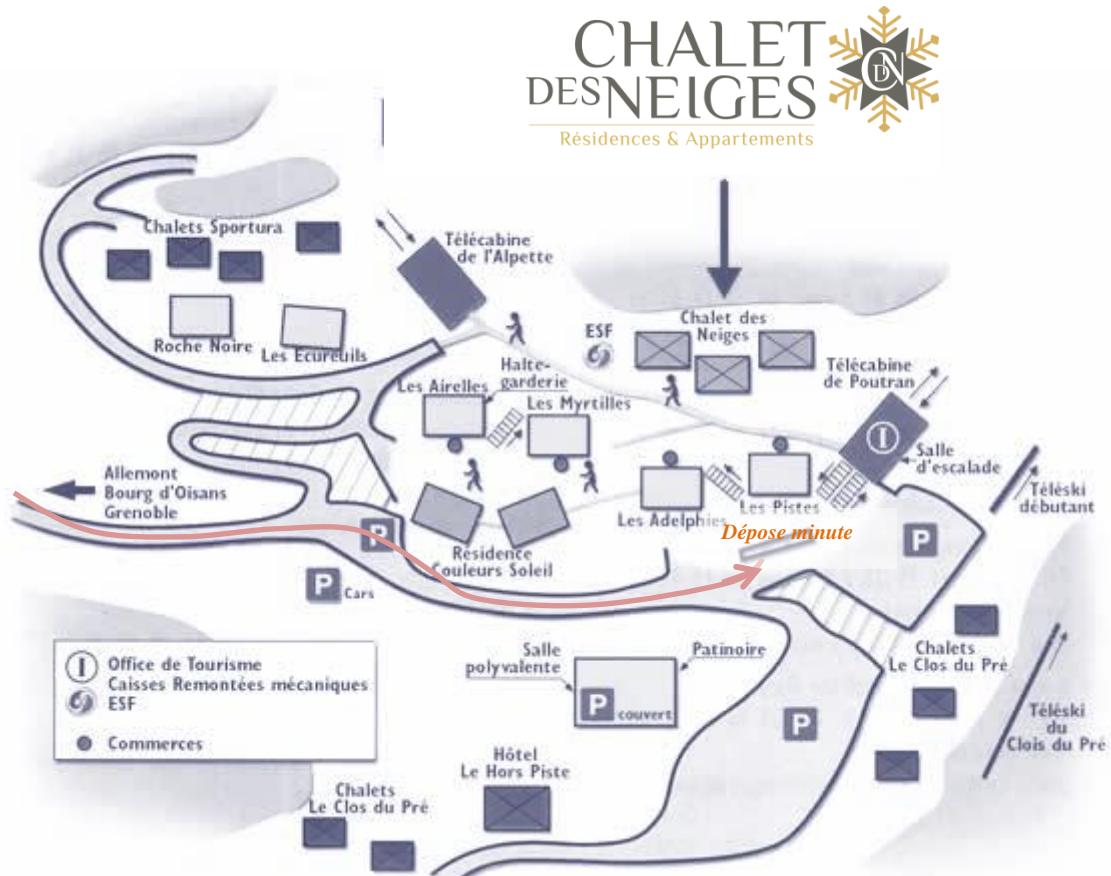 CHALET
DES NEIGES
CDN
Résidences & Appartements
Chalets Sportura
Télécabine
de l'Alpette
Roche Noire
Les Ecureuils
ESF
Chalet des
Neiges
Télécabine
de Poutran
Halte-
garderie
Les Airelles
Les Myrtilles
I
Salle
d'escalade
Téléski
débutant
Allemont
Bourg d'Oisans
Grenoble
Les Adelphies
Les Pistes
Dépose minute
P
P
Résidence
Couleurs Soleil
P Cars
Salle
polyvalente
Patinoire
P couvert
P
Chalets
Le Clos du Pré
Téléski
du
Clois du Pré
I Office de Tourisme
Caisses Remontées mécaniques
ESF
Commerces
Hôtel
Le Hors Piste
Chalets
Le Clos du Pré